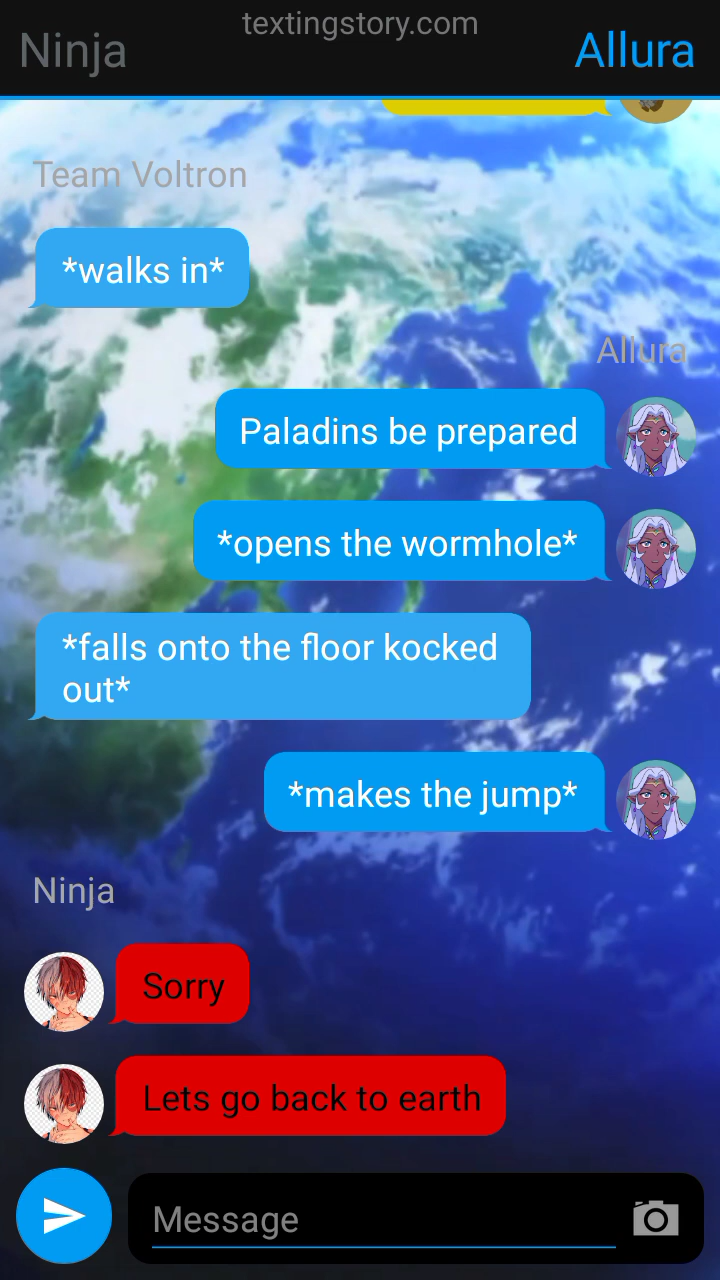 textingstory.com
Ninja
Allura
Team Voltron
*walks in*
Allura
Paladins be prepared
*opens the wormhole*
*falls onto the floor kocked
out*
*makes the jump*
Ninja
Sorry
Lets go back to earth
Message